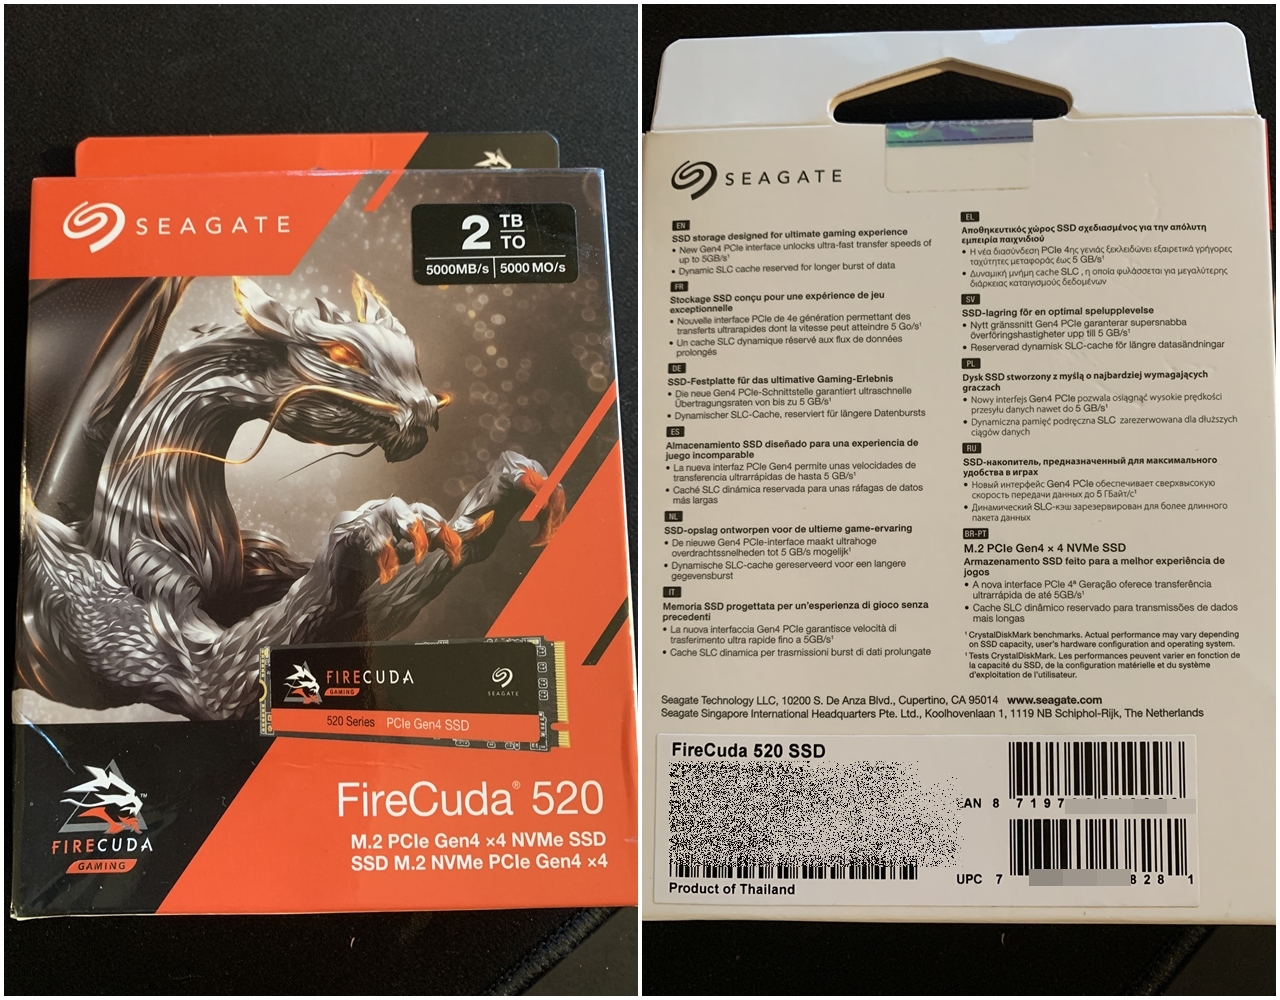 SEAGATE
2 TB
TO
5000MB/s | 5000 MO/s
FIRECUDA
GAMING
SEAGATE
520 Series PCIe Gen4 SSD
FireCuda® 520
M.2 PCIe Gen4 ×4 NVMe SSD
SSD M.2 NVMe PCIe Gen4 ×4
FIRECUDA™
GAMING
SEAGATE
EN
SSD storage designed for ultimate gaming experience
• New Gen4 PCIe interface unlocks ultra-fast transfer speeds of
up to 5GB/s¹
• Dynamic SLC cache reserved for longer burst of data
FR
Stockage SSD conçu pour une expérience de jeu
exceptionnelle
• Nouvelle interface PCIe de 4e génération permettant des
transferts ultrarapides dont la vitesse peut atteindre 5 Go/s¹
• Un cache SLC dynamique réservé aux flux de données
prolongés
DE
SSD-Festplatte für das ultimative Gaming-Erlebnis
• Die neue Gen4 PCIe-Schnittstelle garantiert ultraschnelle
Übertragungsraten von bis zu 5 GB/s¹
• Dynamischer SLC-Cache, reserviert für längere Datenbursts
ES
Almacenamiento SSD diseñado para una experiencia de
juego incomparable
• La nueva interfaz PCIe Gen4 permite unas velocidades de
transferencia ultrarrápidas de hasta 5 GB/s¹
• Caché SLC dinámica reservada para unas ráfagas de datos
más largas
NL
SSD-opslag ontworpen voor de ultieme game-ervaring
• De nieuwe Gen4 PCIe-interface maakt ultrahoge
overdrachtssnelheden tot 5 GB/s mogelijk¹
• Dynamische SLC-cache gereserveerd voor een langere
gegevensburst
IT
Memoria SSD progettata per un'esperienza di gioco senza
precedenti
• La nuova interfaccia Gen4 PCIe garantisce velocità di
trasferimento ultra rapide fino a 5GB/s¹
• Cache SLC dinamica per trasmissioni burst di dati prolungate
EL
Αποθηκευτικός χώρος SSD σχεδιασμένος για την απόλυτη
εμπειρία παιχνιδιού
• Η νέα διασύνδεση PCIe 4ης γενιάς ξεκλειδώνει εξαιρετικά γρήγορες
ταχύτητες μεταφοράς έως 5 GB/s¹
• Δυναμική μνήμη cache SLC , η οποία φυλάσσεται για μεγαλύτερης
διάρκειας καταιγισμούς δεδομένων
SV
SSD-lagring för en optimal spelupplevelse
• Nytt gränssnitt Gen4 PCIe garanterar supersnabba
överföringshastigheter upp till 5 GB/s¹
• Reserverad dynamisk SLC-cache för längre datasändningar
PL
Dysk SSD stworzony z myślą o najbardziej wymagających
graczach
• Nowy interfejs Gen4 PCIe pozwala osiągnąć wysokie prędkości
przesyłu danych nawet do 5 GB/s¹
• Dynamiczna pamięć podręczna SLC zarezerwowana dla dłuższych
ciągów danych
RU
SSD-накопитель, предназначенный для максимального
удобства в играх
• Новый интерфейс Gen4 PCIe обеспечивает сверхвысокую
скорость передачи данных до 5 Гбайт/с¹
• Динамический SLC-кэш зарезервирован для более длинного
пакета данных
BR-PT
M.2 PCIe Gen4 × 4 NVMe SSD
Armazenamento SSD feito para a melhor experiência de
jogos
• A nova interface PCIe 4ª Geração oferece transferência
ultrarrápida de até 5GB/s¹
• Cache SLC dinâmico reservado para transmissões de dados
mais longas
¹ CrystalDiskMark benchmarks. Actual performance may vary depending
on SSD capacity, user's hardware configuration and operating system.
¹ Tests CrystalDiskMark. Les performances peuvent varier en fonction de
la capacité du SSD, de la configuration matérielle et du système
d'exploitation de l'utilisateur.
Seagate Technology LLC, 10200 S. De Anza Blvd., Cupertino, CA 95014 www.seagate.com
Seagate Singapore International Headquarters Pte. Ltd., Koolhovenlaan 1, 1119 NB Schiphol-Rijk, The Netherlands
FireCuda 520 SSD
AN 8 7197
UPC 7 828 1
Product of Thailand